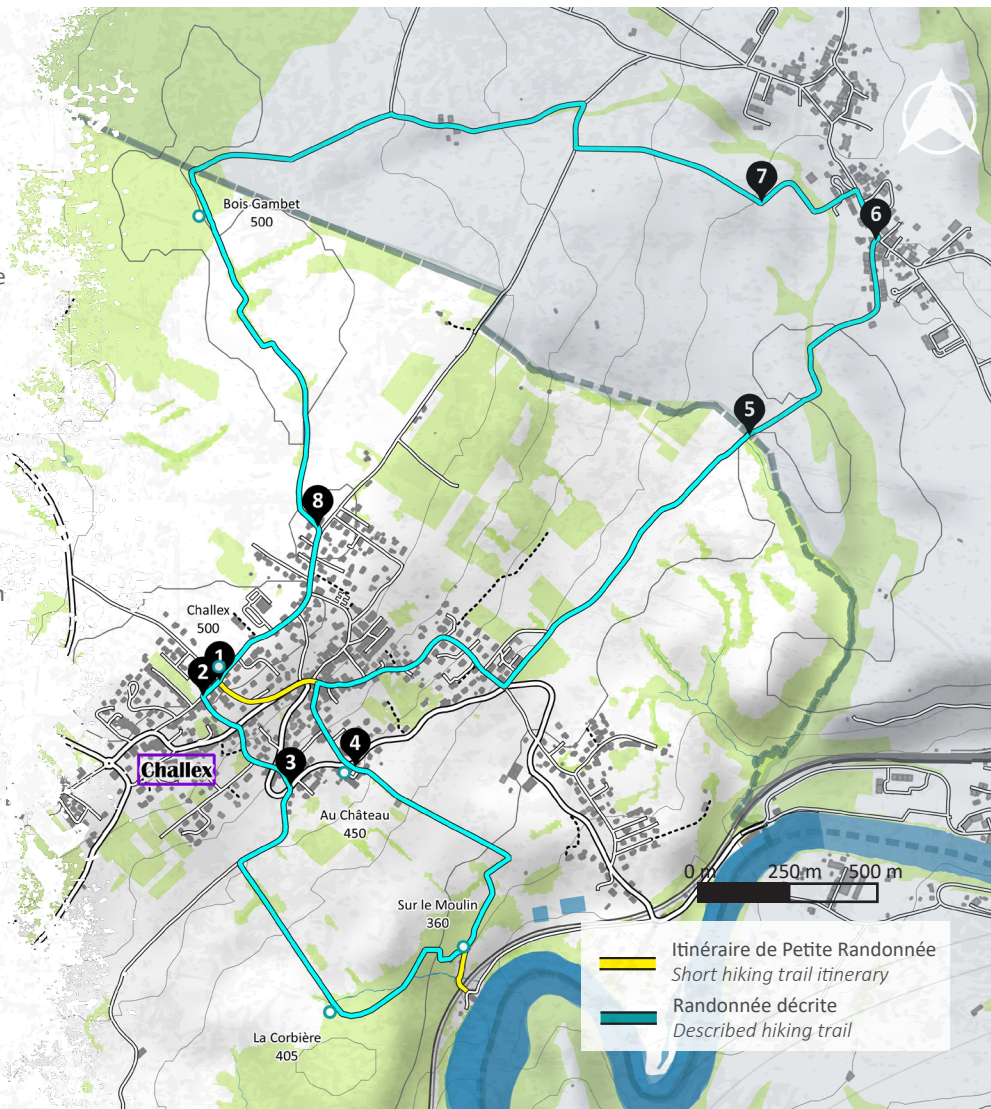 7
6
Bois Gambet
500
e
5
8
n
Challex
500
1
2
3
4
Challex
Au Château
450
e
0 m 250 m 500 m
Sur le Moulin
360
Itinéraire de Petite Randonnée
Short hiking trail itinerary
Randonnée décrite
Described hiking trail
La Corbière
405